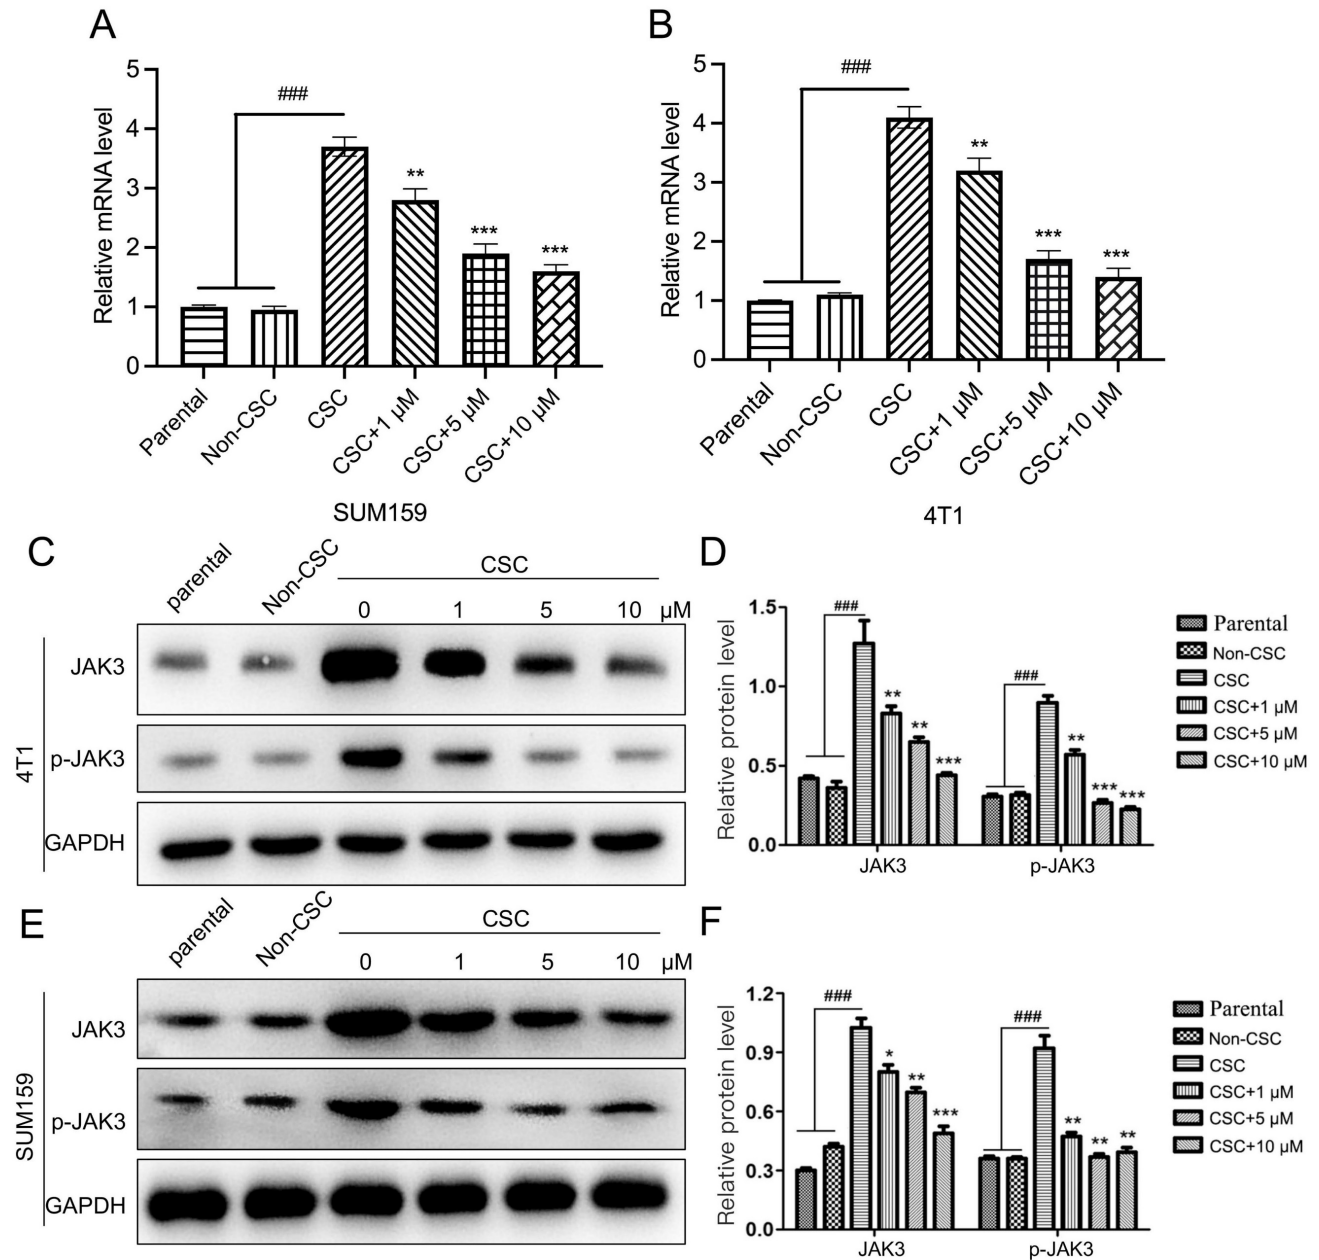 A
Relative mRNA level
5
4
3
2
1
0
###
**
***
***
Parental
Non-CSC
CSC
CSC+1 μM
CSC+5 μM
CSC+10 μM
SUM159
B
Relative mRNA level
5
4
3
2
1
0
###
**
***
***
Parental
Non-CSC
CSC
CSC+1 μM
CSC+5 μM
CSC+10 μM
4T1
C
parental
Non-CSC
CSC
0 1 5 10 μM
4T1
JAK3
p-JAK3
GAPDH
D
Relative protein level
1.5
1.0
0.5
0.0
###
**
**
***
###
**
***
***
JAK3
p-JAK3
Parental
Non-CSC
CSC
CSC+1 μM
CSC+5 μM
CSC+10 μM
E
parental
Non-CSC
CSC
0 1 5 10 μM
SUM159
JAK3
p-JAK3
GAPDH
F
Relative protein level
1.2
0.9
0.6
0.3
0.0
###
*
**
***
###
**
**
**
JAK3
p-JAK3
Parental
Non-CSC
CSC
CSC+1 μM
CSC+5 μM
CSC+10 μM